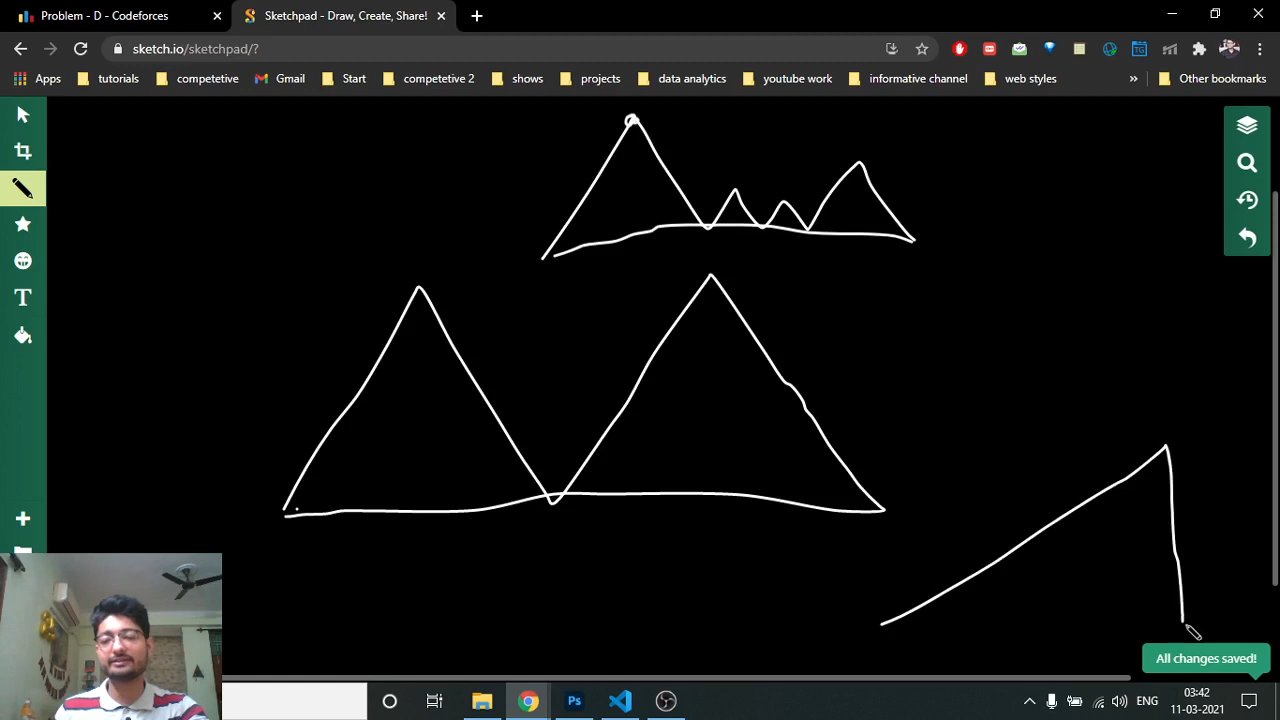 Problem - D - Codeforces
Sketchpad - Draw, Create, Share!
sketch.io/sketchpad/?
Apps tutorials competetive Gmail Start competetive 2 shows projects data analytics youtube work informative channel web styles » Other bookmarks
T
All changes saved!
Ps
ENG
03:42
11-03-2021